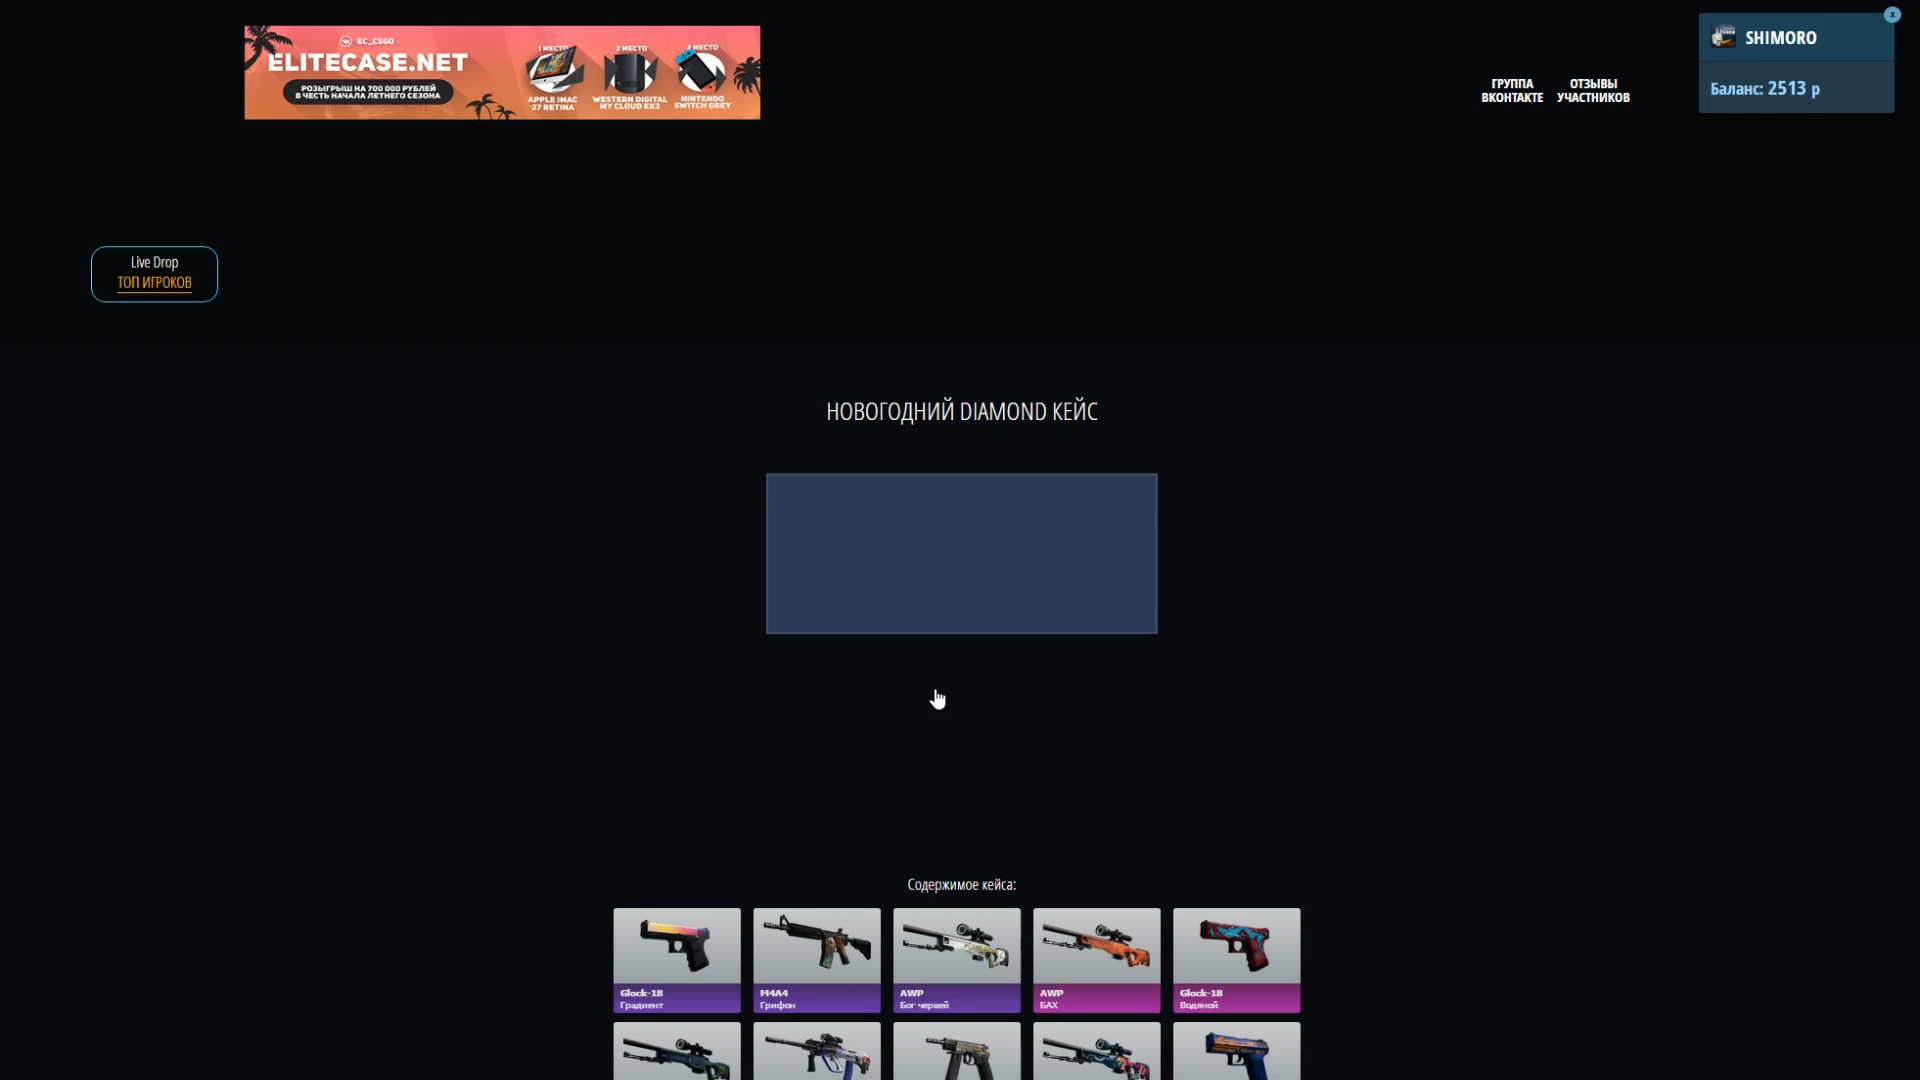 EC_CSGO
ELITECASE.NET
РОЗЫГРЫШ НА 700 000 РУБЛЕЙ
В ЧЕСТЬ НАЧАЛА ЛЕТНЕГО СЕЗОНА
1 МЕСТО
APPLE IMAC
27 RETINA
2 МЕСТО
WESTERN DIGITAL
MY CLOUD EX2
3 МЕСТО
NINTENDO
SWITCH GREY
ГРУППА
ВКОНТАКТЕ
ОТЗЫВЫ
УЧАСТНИКОВ
x
SHIMORO
Баланс: 2513 р
Live Drop
ТОП ИГРОКОВ
НОВОГОДНИЙ DIAMOND КЕЙС
Содержимое кейса:
Glock-18
Градиент
M4A4
Грифон
AWP
Бог червей
AWP
БАХ
Glock-18
Водяной